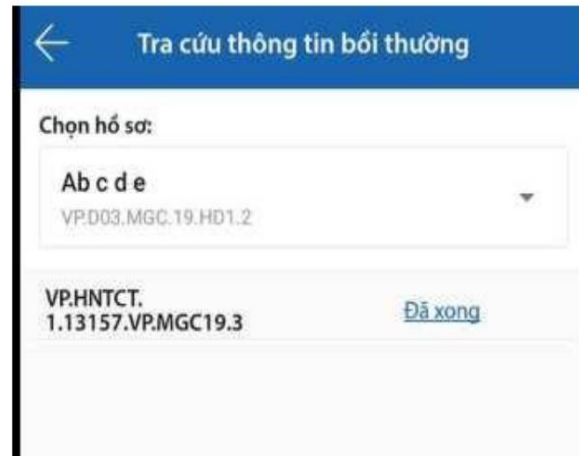 Tra cứu thông tin bồi thường
Chọn hồ sơ:
Ab c d e
VP.D03.MGC.19.HD1.2
VP.HNTCT.
1.13157.VP.MGC19.3
Đã xong